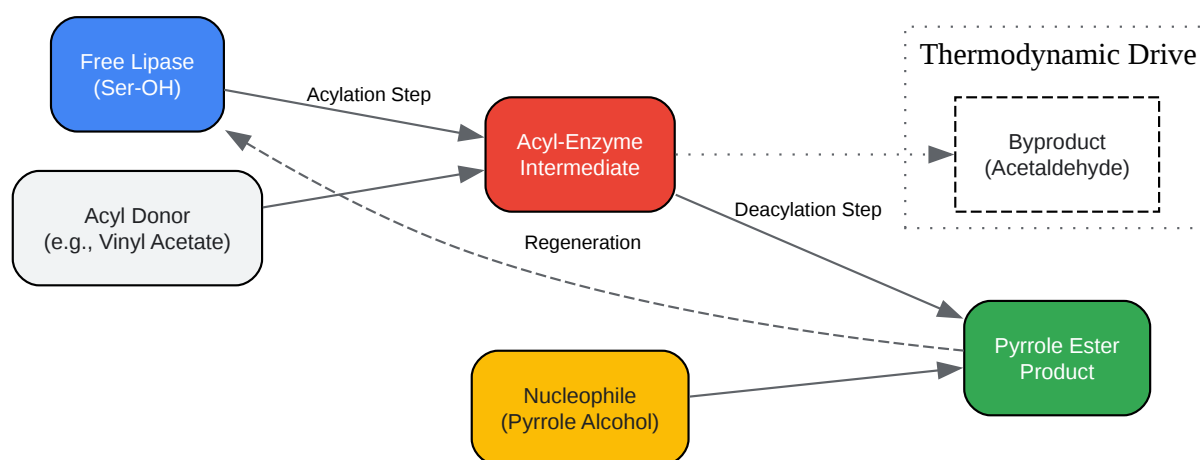 Free Lipase
(Ser-OH)
Acylation Step
Thermodynamic Drive
Acyl-Enzyme
Intermediate
Byproduct
(Acetaldehyde)
Acyl Donor
(e.g., Vinyl Acetate)
Deacylation Step
Regeneration
Pyrrole Ester
Product
Nucleophile
(Pyrrole Alcohol)